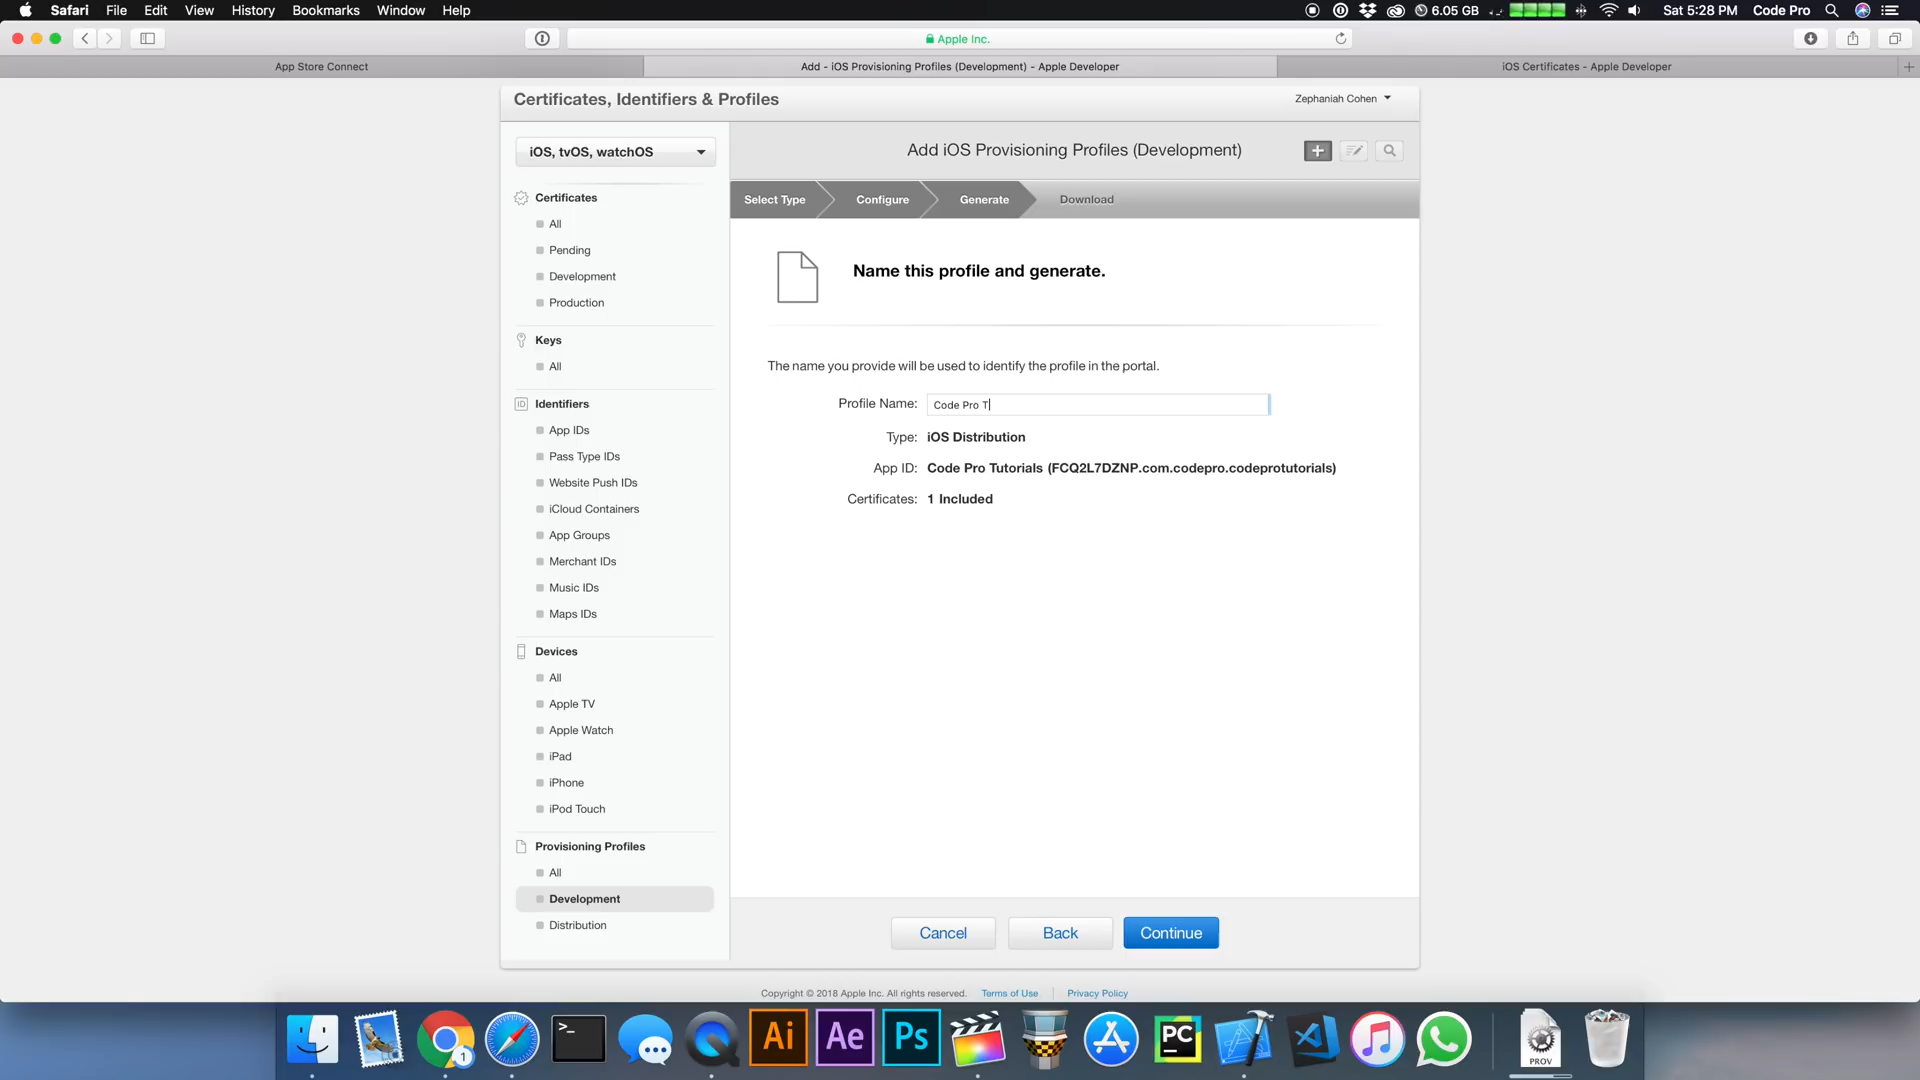 Safari File Edit View History Bookmarks Window Help 6.05 GB Sat 5:28 PM Code Pro
Apple Inc.
App Store Connect
Add - iOS Provisioning Profiles (Development) - Apple Developer
iOS Certificates - Apple Developer
Certificates, Identifiers & Profiles
Zephaniah Cohen
iOS, tvOS, watchOS
Certificates
All
Pending
Development
Production
Keys
All
ID Identifiers
App IDs
Pass Type IDs
Website Push IDs
iCloud Containers
App Groups
Merchant IDs
Music IDs
Maps IDs
Devices
All
Apple TV
Apple Watch
iPad
iPhone
iPod Touch
Provisioning Profiles
All
Development
Distribution
Add iOS Provisioning Profiles (Development)
Select Type Configure Generate Download
Name this profile and generate.
The name you provide will be used to identify the profile in the portal.
Profile Name: Code Pro T
Type: iOS Distribution
App ID: Code Pro Tutorials (FCQ2L7DZNP.com.codepro.codeprotutorials)
Certificates: 1 Included
Cancel Back Continue
Copyright © 2018 Apple Inc. All rights reserved. Terms of Use Privacy Policy
1
Ai Ae Ps PC
PROV